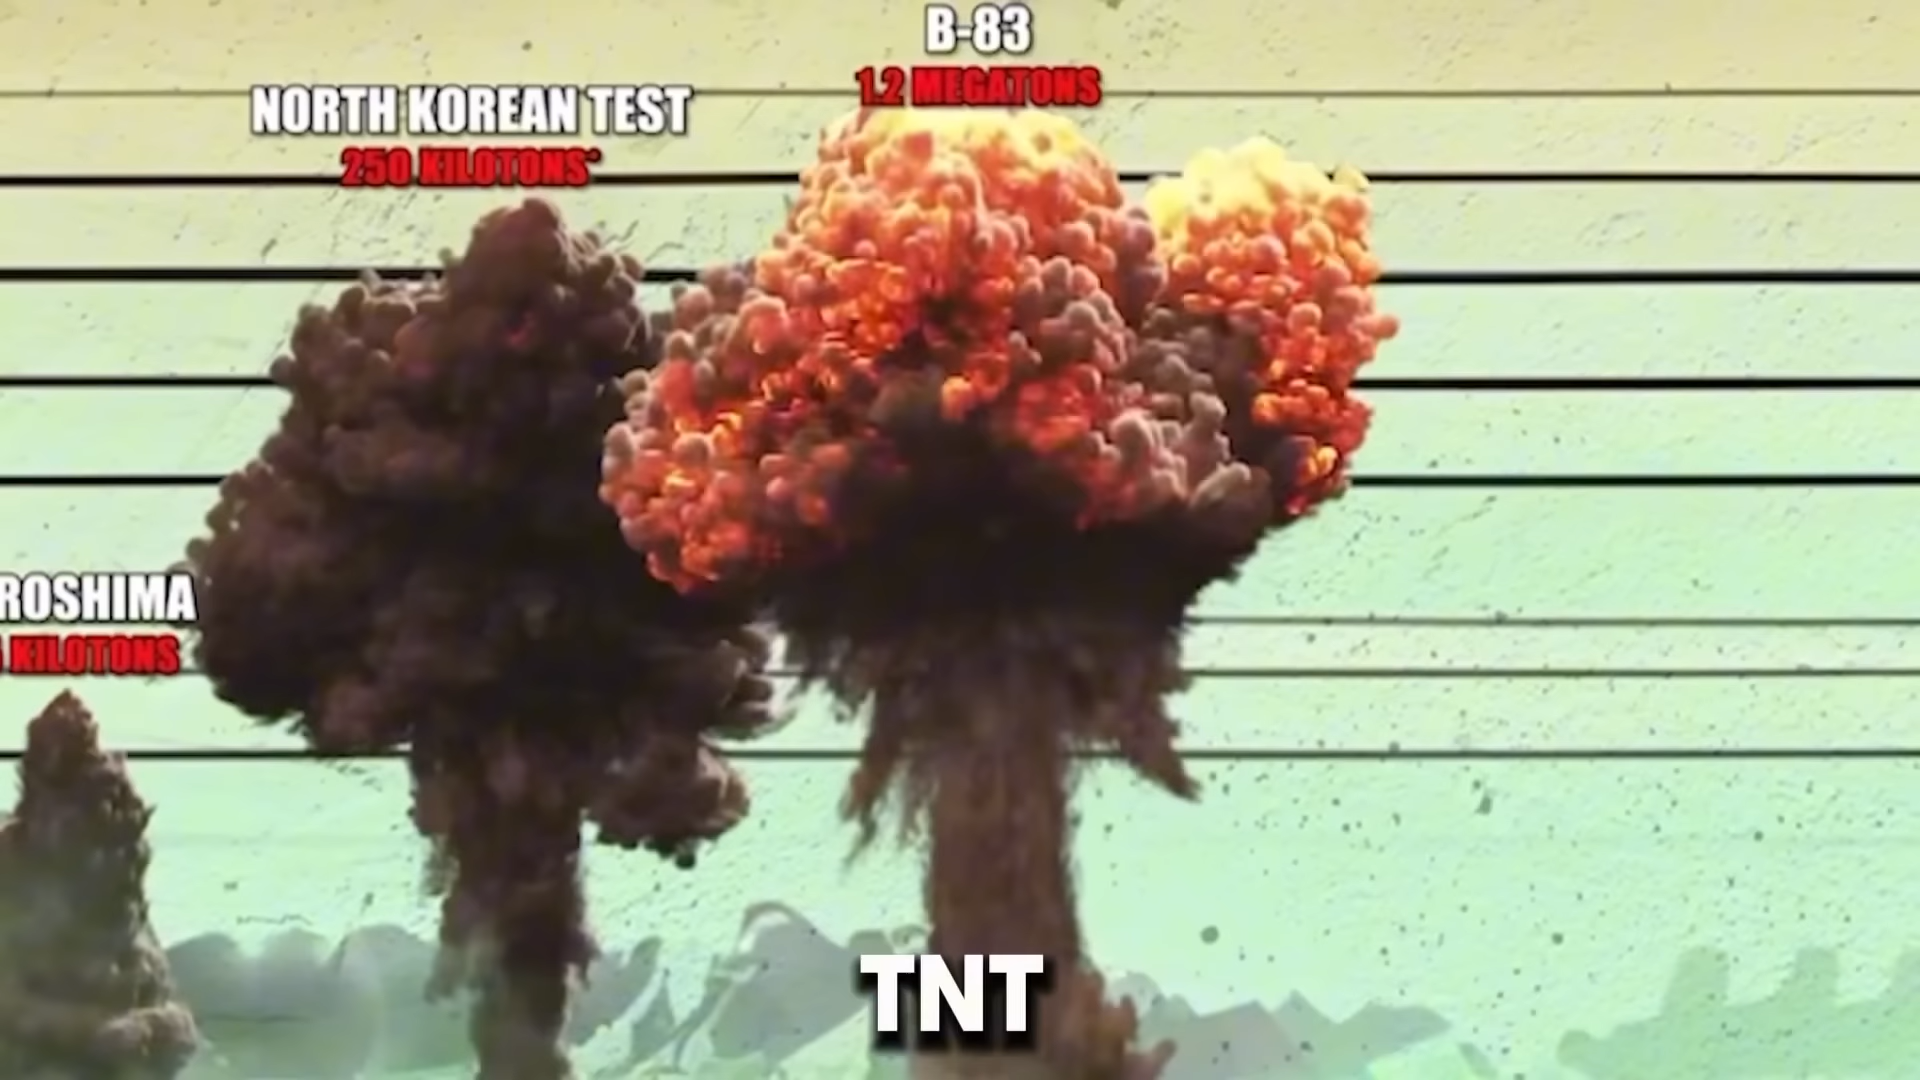 B-83
1.2 MEGATONS
NORTH KOREAN TEST
250 KILOTONS*
ROSHIMA
KILOTONS
TNT